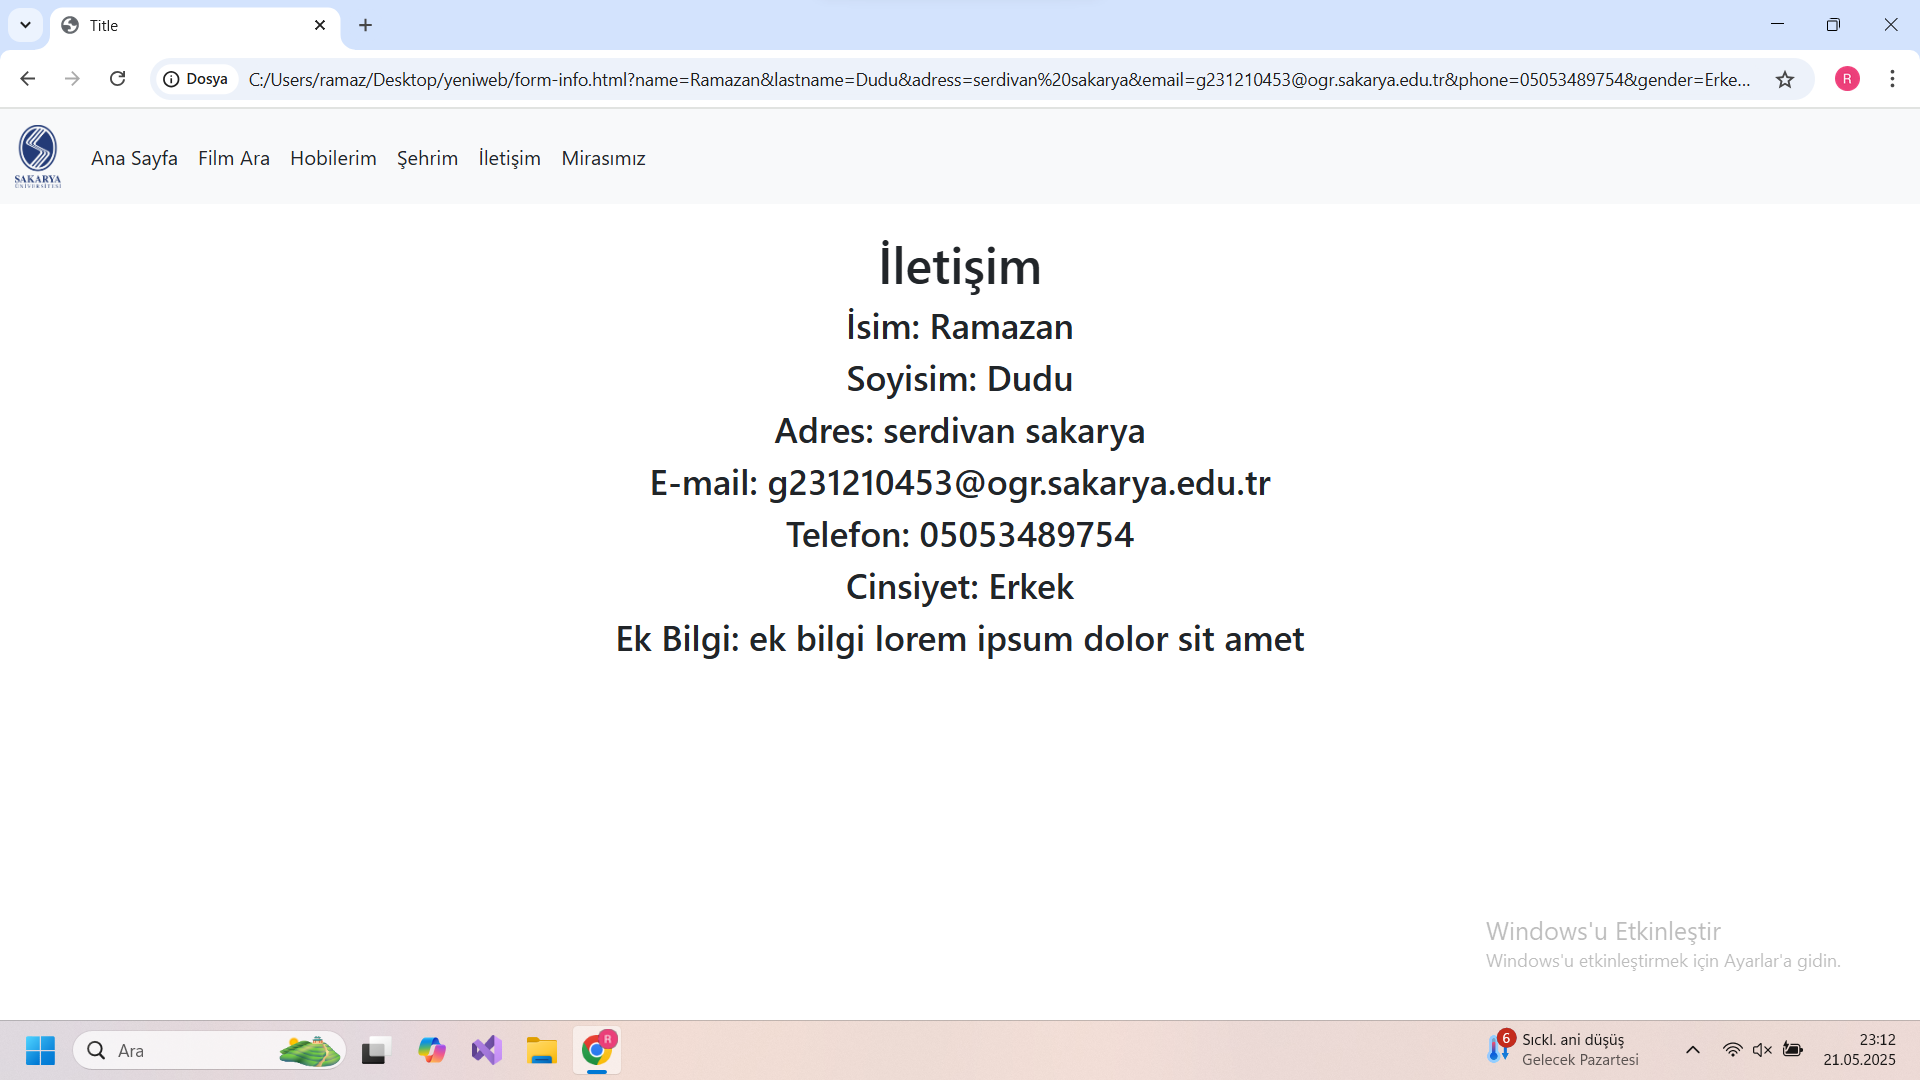 Title
Dosya
C:/Users/ramaz/Desktop/yeniweb/form-info.html?name=Ramazan&lastname=Dudu&adress=serdivan%20sakarya&email=g231210453@ogr.sakarya.edu.tr&phone=05053489754&gender=Erke...
R
SAKARYA
ÜNİVERSİTESİ
Ana Sayfa Film Ara Hobilerim Şehrim İletişim Mirasımız
İletişim
İsim: Ramazan
Soyisim: Dudu
Adres: serdivan sakarya
E-mail: g231210453@ogr.sakarya.edu.tr
Telefon: 05053489754
Cinsiyet: Erkek
Ek Bilgi: ek bilgi lorem ipsum dolor sit amet
Windows'u Etkinleştir
Windows'u etkinleştirmek için Ayarlar'a gidin.
Ara
R
6
Sıckl. ani düşüş
Gelecek Pazartesi
23:12
21.05.2025